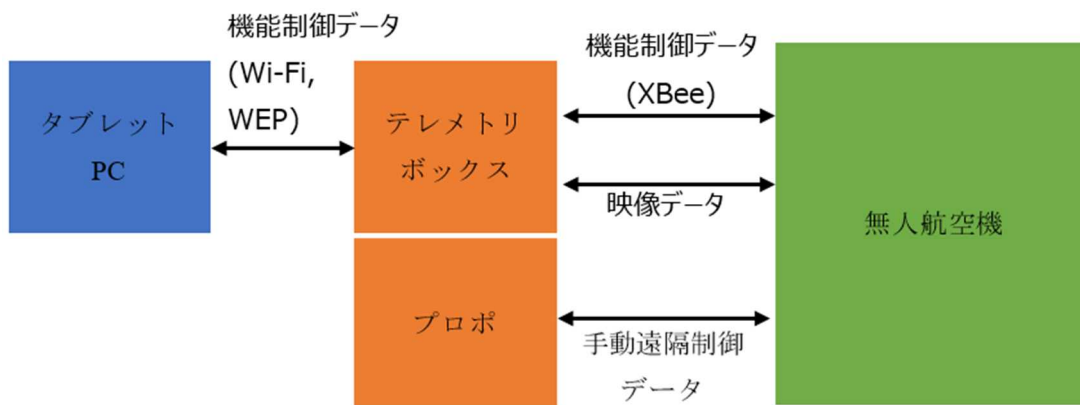 機能制御データ
(Wi-Fi,
WEP)
タブレット
PC
テレメトリ
ボックス
機能制御データ
(XBee)
映像データ
無人航空機
プロポ
手動遠隔制御
データ